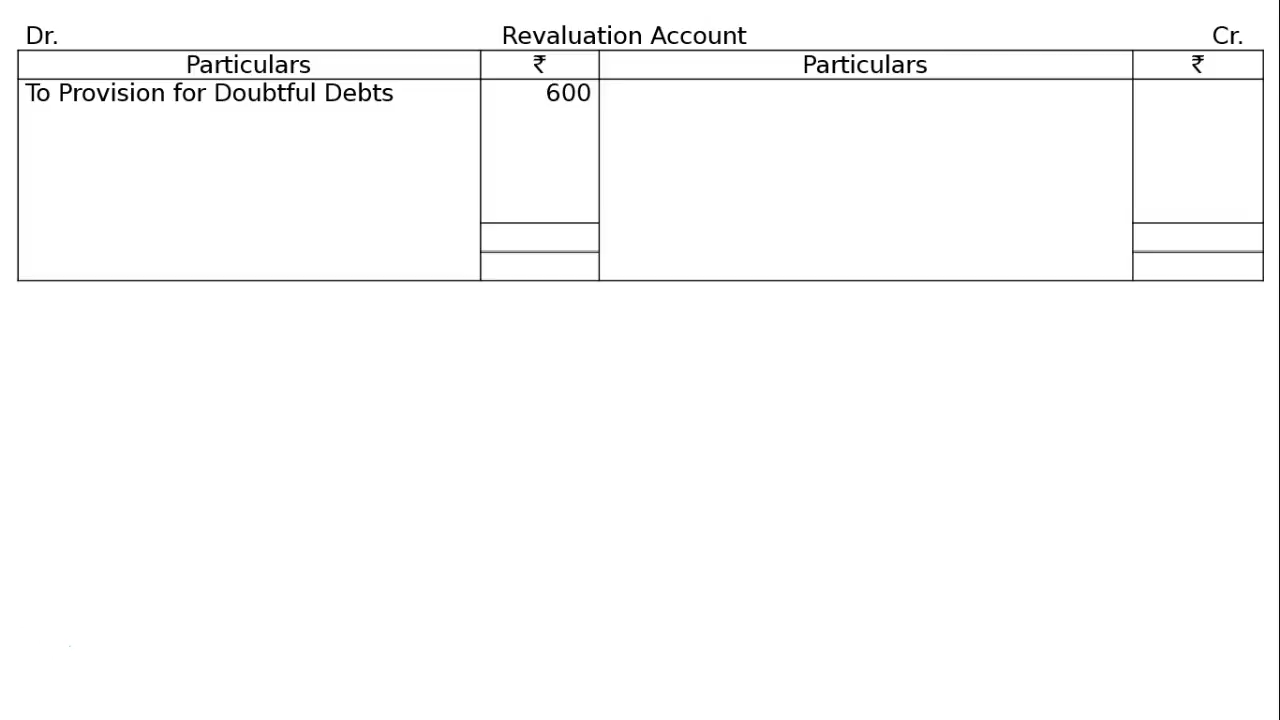 Dr. Revaluation Account Cr.
Particulars ₹ Particulars ₹
To Provision for Doubtful Debts 600